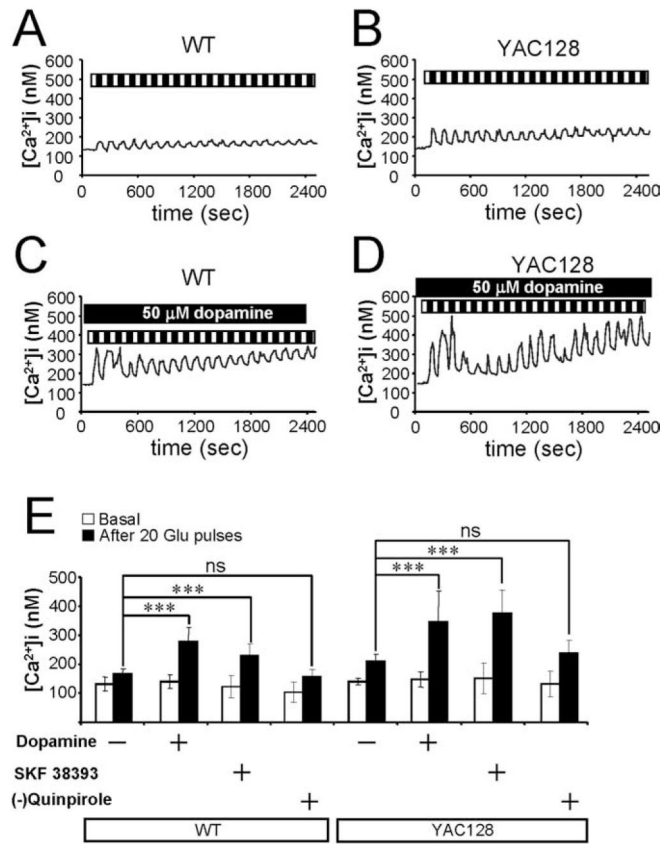 A
WT
[Ca²⁺]i (nM)
600
500
400
300
200
100
0
0
600
1200
1800
2400
time (sec)
B
YAC128
[Ca²⁺]i (nM)
600
500
400
300
200
100
0
0
600
1200
1800
2400
time (sec)
C
WT
50 µM dopamine
[Ca²⁺]i (nM)
600
500
400
300
200
100
0
0
600
1200
1800
2400
time (sec)
D
YAC128
50 µM dopamine
[Ca²⁺]i (nM)
600
500
400
300
200
100
0
0
600
1200
1800
2400
time (sec)
E
Basal
After 20 Glu pulses
ns
***
***
ns
***
***
[Ca²⁺]i (nM)
500
400
300
200
100
0
Dopamine − + − +
SKF 38393 + +
(-)Quinpirole + +
WT
YAC128